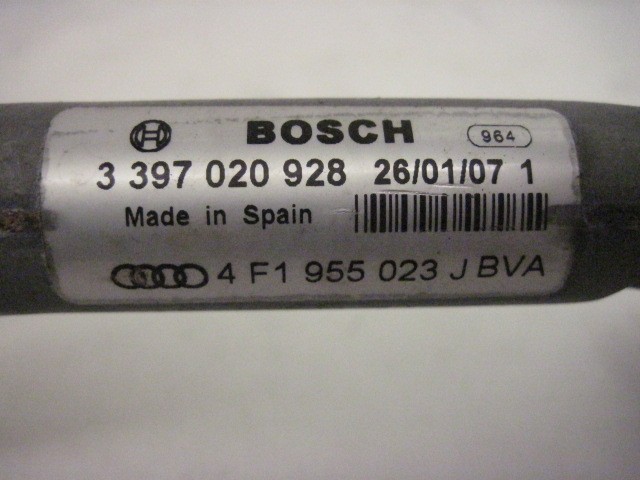 BOSCH 964
3 397 020 928 26/01/07 1
Made in Spain
4 F1 955 023 J BVA